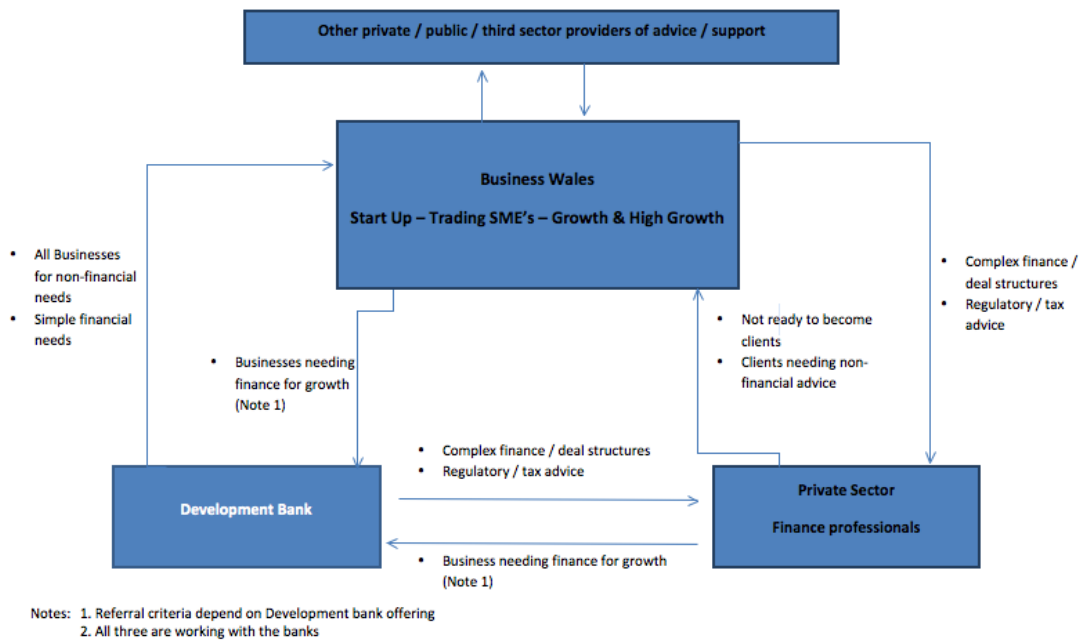 Other private / public / third sector providers of advice / support
Business Wales
Start Up – Trading SME's – Growth & High Growth
• All Businesses
for non-financial
needs
• Simple financial
needs
• Complex finance /
deal structures
• Regulatory / tax
advice
• Not ready to become
clients
• Clients needing non-
financial advice
• Businesses needing
finance for growth
(Note 1)
• Complex finance / deal structures
• Regulatory / tax advice
Development Bank
Private Sector
Finance professionals
• Business needing finance for growth
(Note 1)
Notes: 1. Referral criteria depend on Development bank offering
2. All three are working with the banks